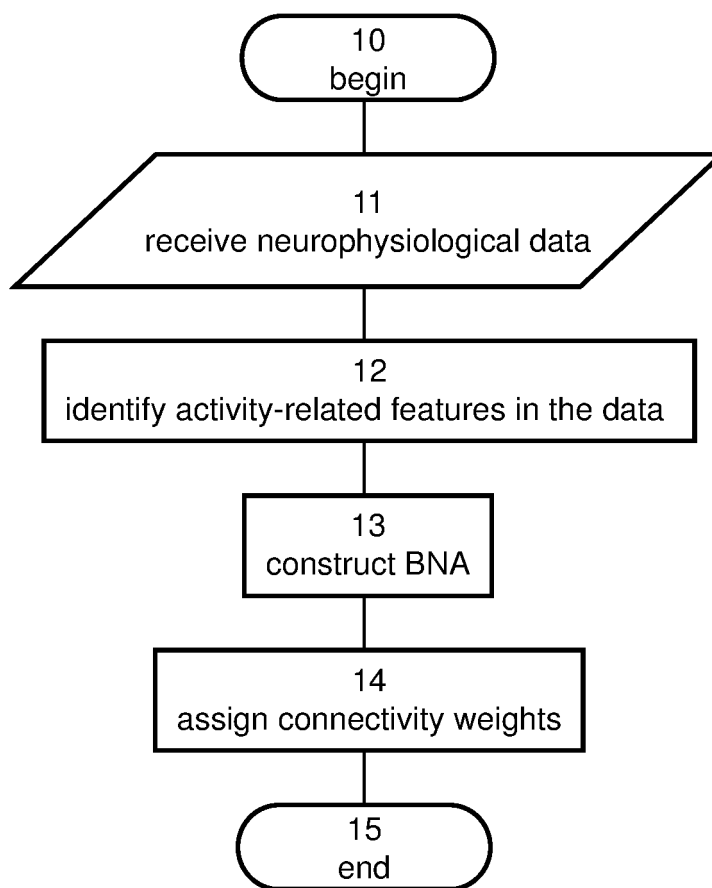 10
begin
11
receive neurophysiological data
12
identify activity-related features in the data
13
construct BNA
14
assign connectivity weights
15
end